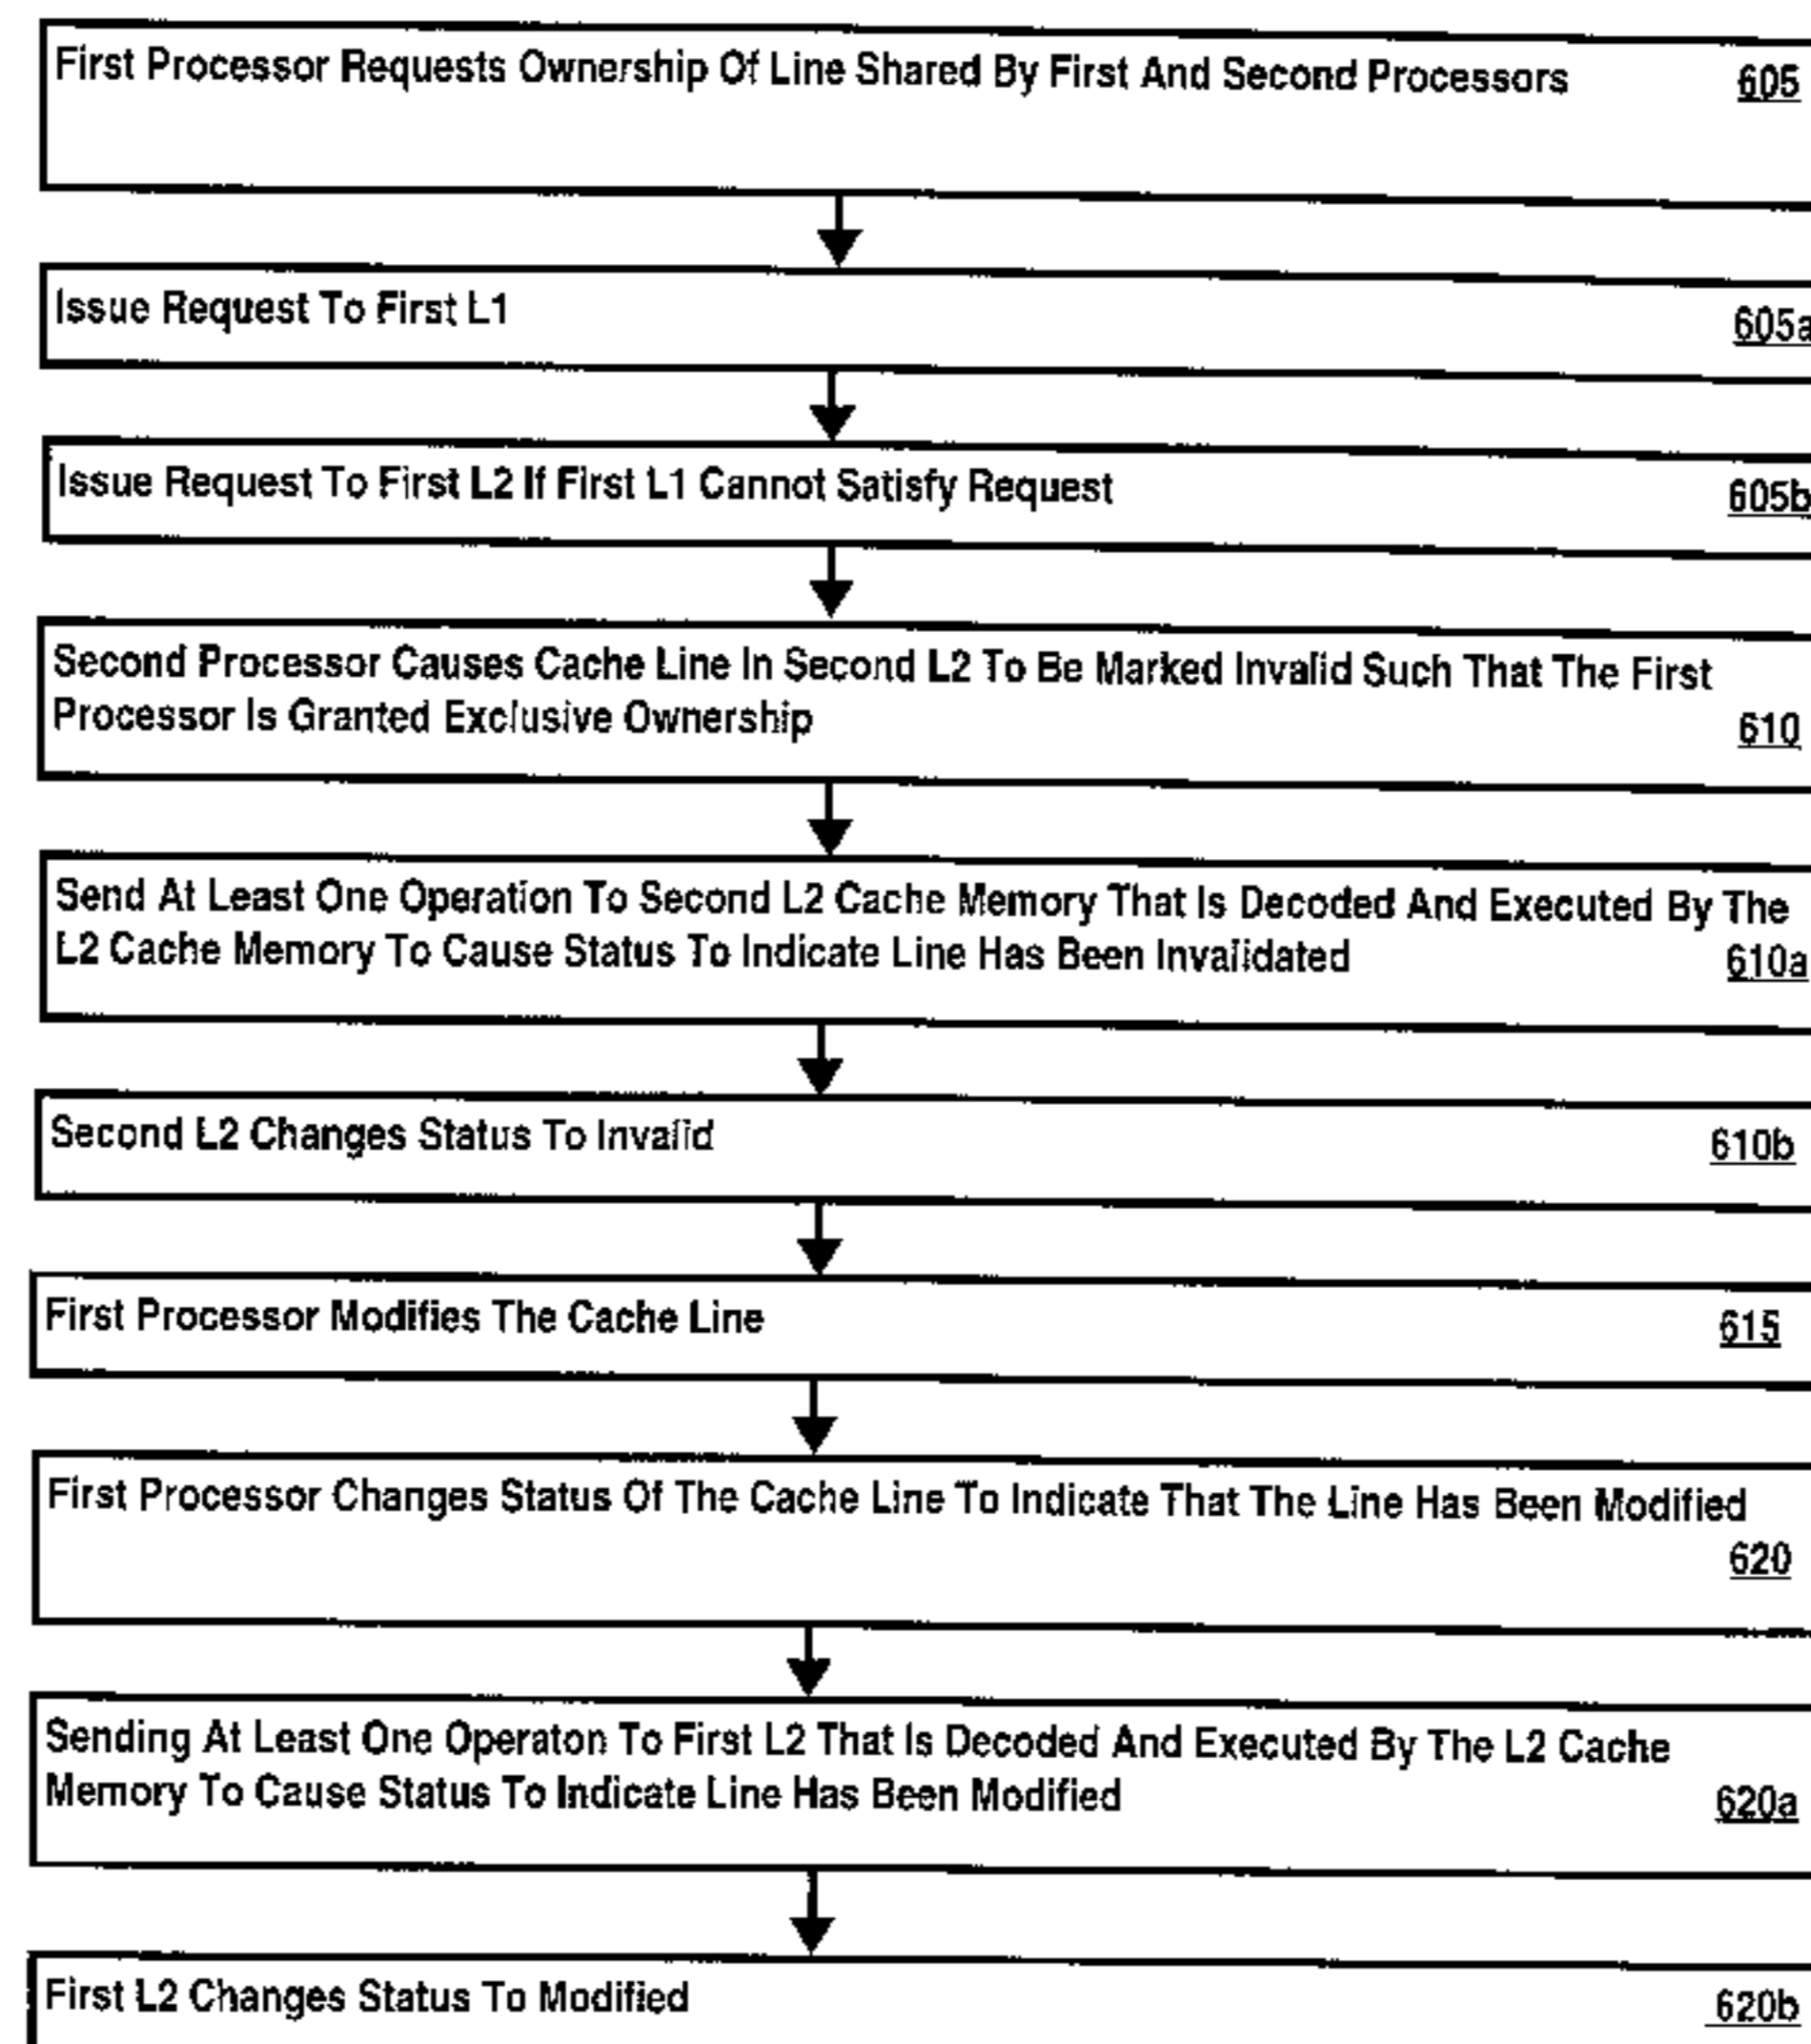 First Processor Requests Ownership Of Line Shared By First And Second Processors 605
Issue Request To First L1 605a
Issue Request To First L2 If First L1 Cannot Satisfy Request 605b
Second Processor Causes Cache Line In Second L2 To Be Marked Invalid Such That The First
Processor Is Granted Exclusive Ownership 610
Send At Least One Operation To Second L2 Cache Memory That Is Decoded And Executed By The
L2 Cache Memory To Cause Status To Indicate Line Has Been Invalidated 610a
Second L2 Changes Status To Invalid 610b
First Processor Modifies The Cache Line 615
First Processor Changes Status Of The Cache Line To Indicate That The Line Has Been Modified
620
Sending At Least One Operaton To First L2 That Is Decoded And Executed By The L2 Cache
Memory To Cause Status To Indicate Line Has Been Modified 620a
First L2 Changes Status To Modified 620b